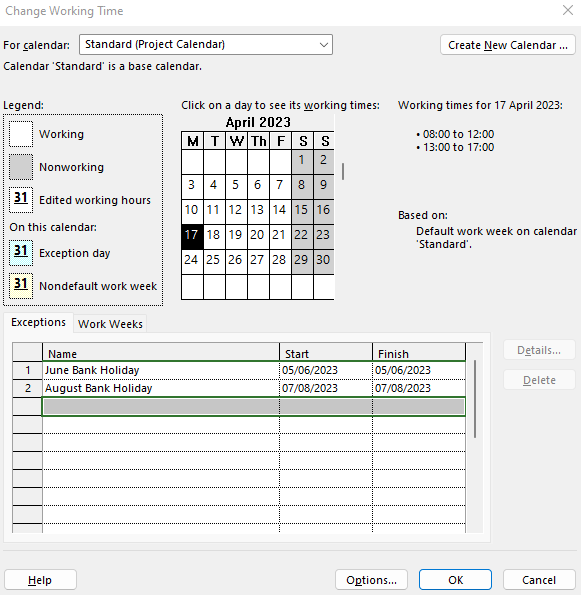 Change Working Time
For calendar: Standard (Project Calendar) Create New Calendar ...
Calendar 'Standard' is a base calendar.
Legend:
Working
Nonworking
31 Edited working hours
On this calendar:
31 Exception day
31 Nondefault work week
Click on a day to see its working times:
April 2023
M T W Th F S S
1 2
3 4 5 6 7 8 9
10 11 12 13 14 15 16
17 18 19 20 21 22 23
24 25 26 27 28 29 30
Working times for 17 April 2023:
• 08:00 to 12:00
• 13:00 to 17:00
Based on:
Default work week on calendar
'Standard'.
Exceptions Work Weeks
Name Start Finish
1 June Bank Holiday 05/06/2023 05/06/2023
2 August Bank Holiday 07/08/2023 07/08/2023
Details...
Delete
Help Options... OK Cancel